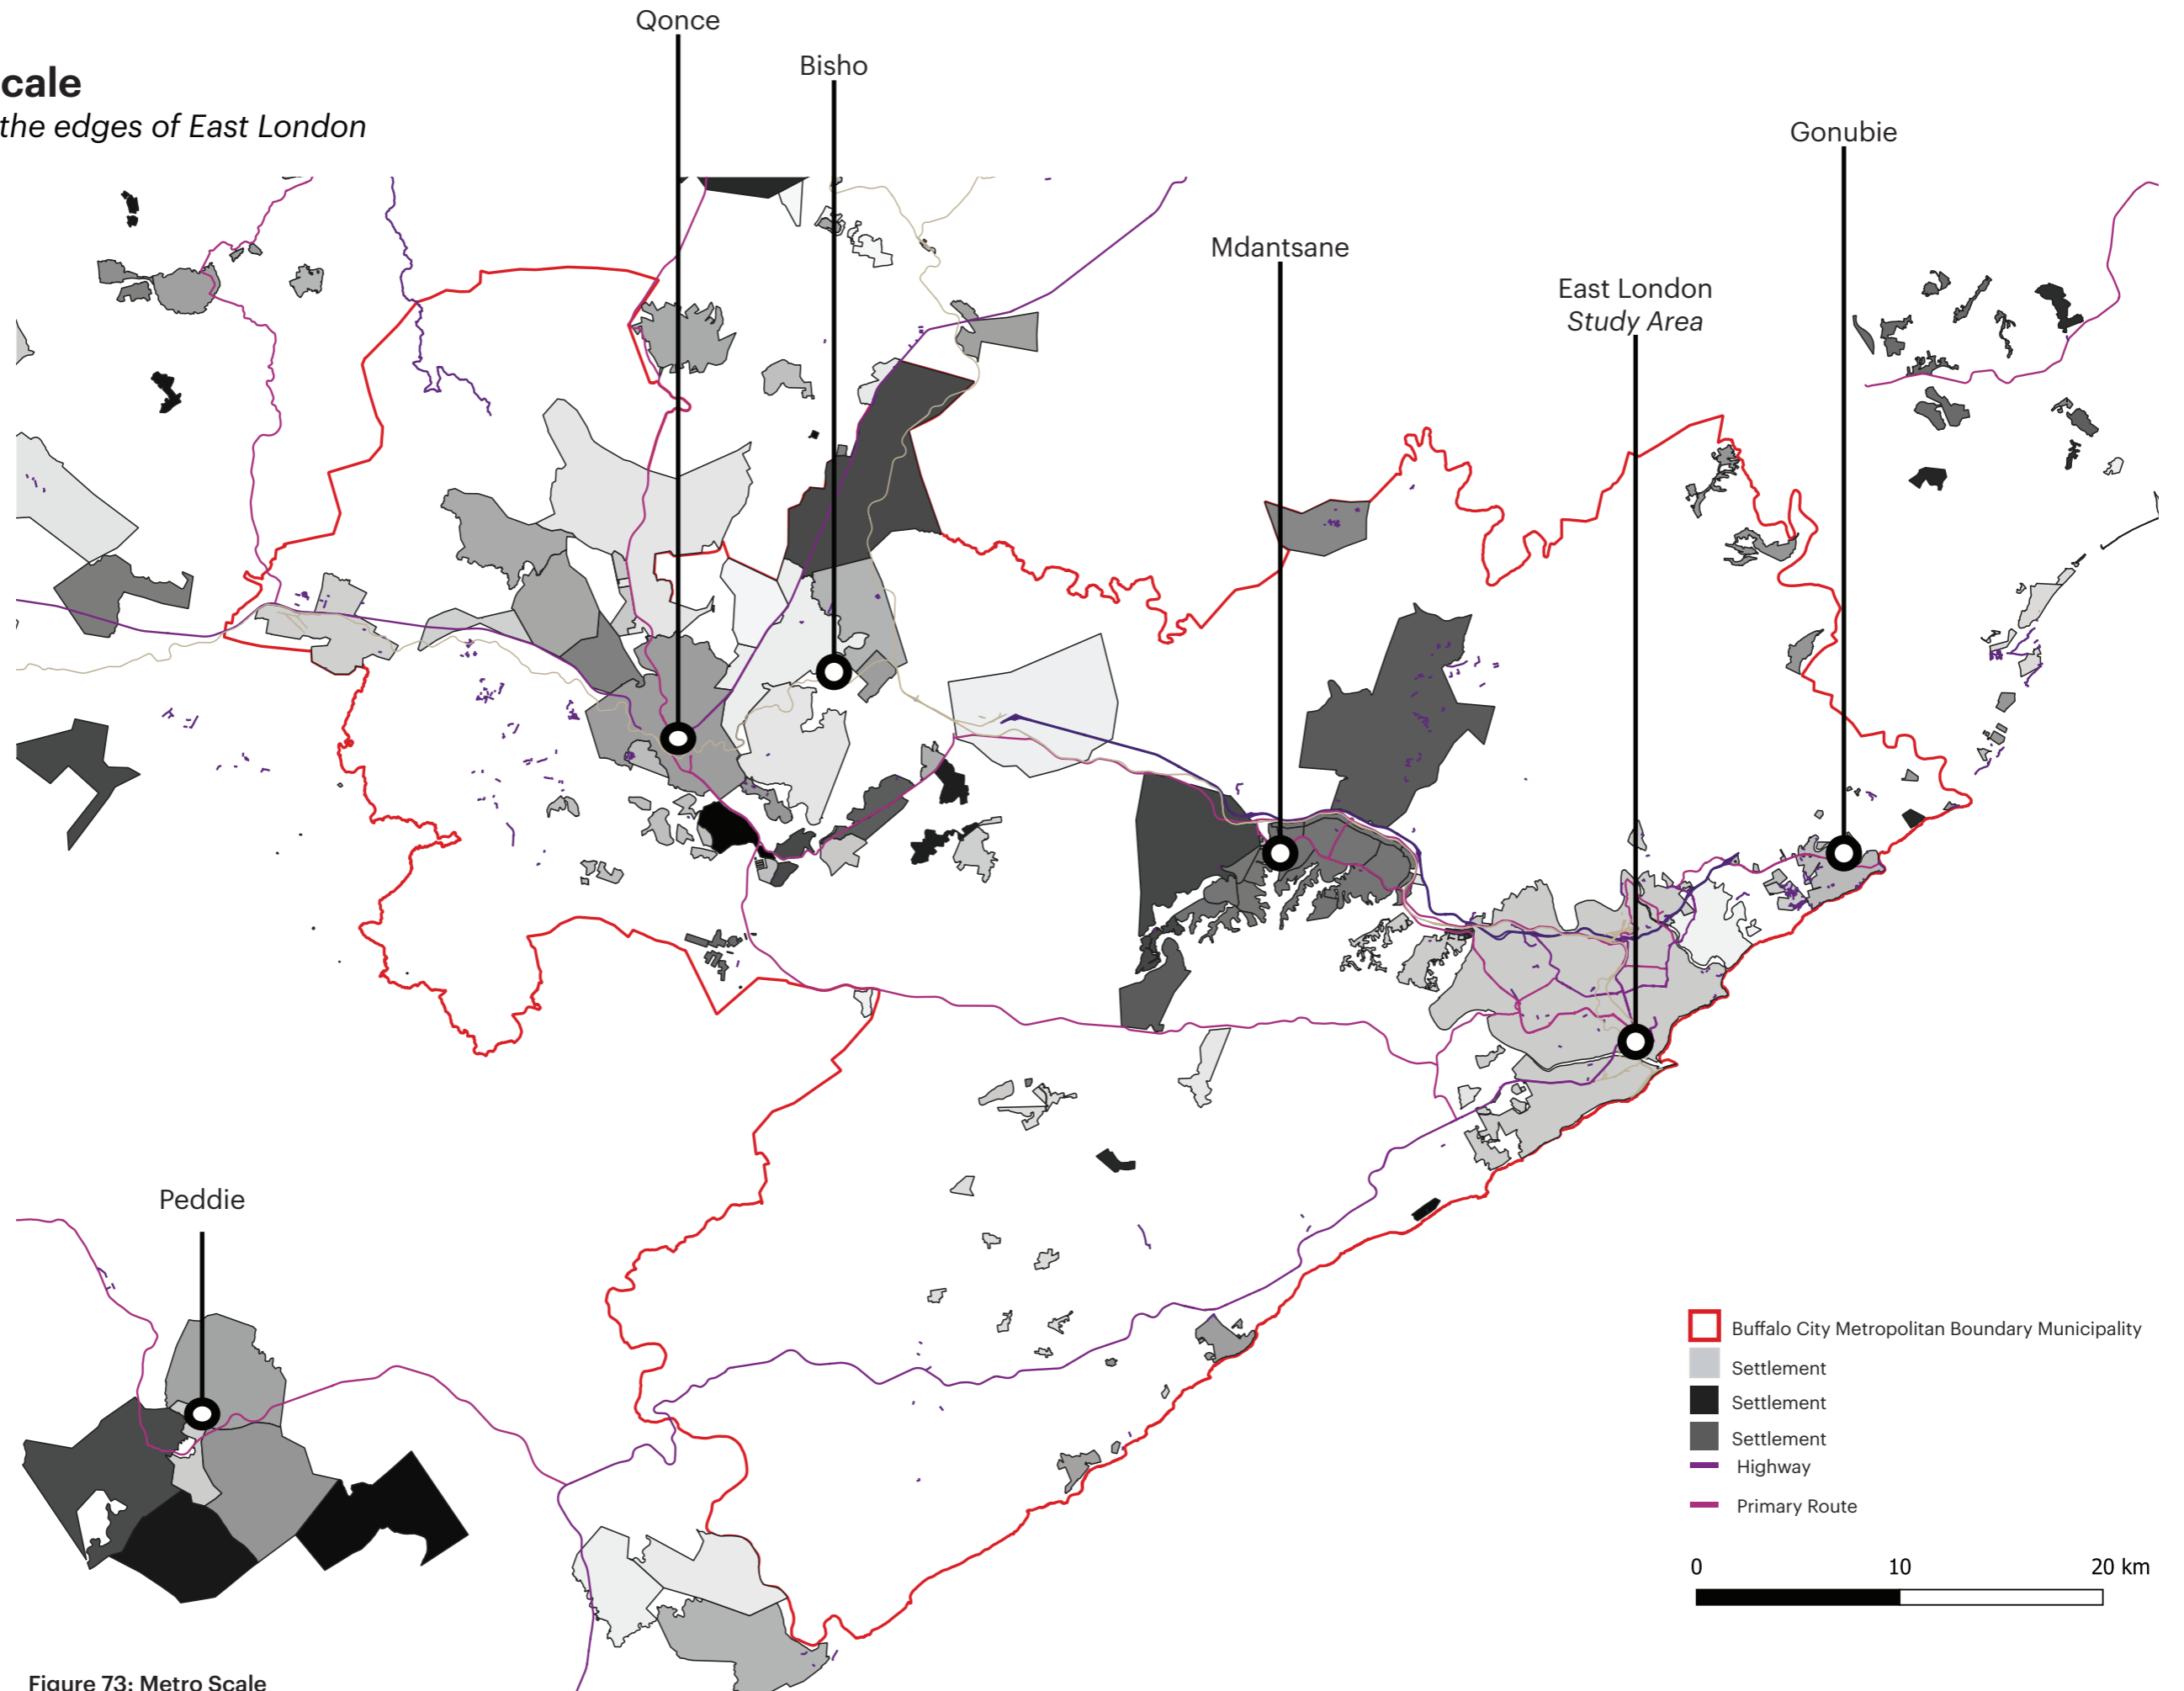 cale
the edges of East London
Qonce
Bisho
Gonubie
Mdantsane
East London
Study Area
Peddie
Buffalo City Metropolitan Boundary Municipality
Settlement
Settlement
Settlement
Highway
Primary Route
0 10 20 km
Figure 73: Metro Scale